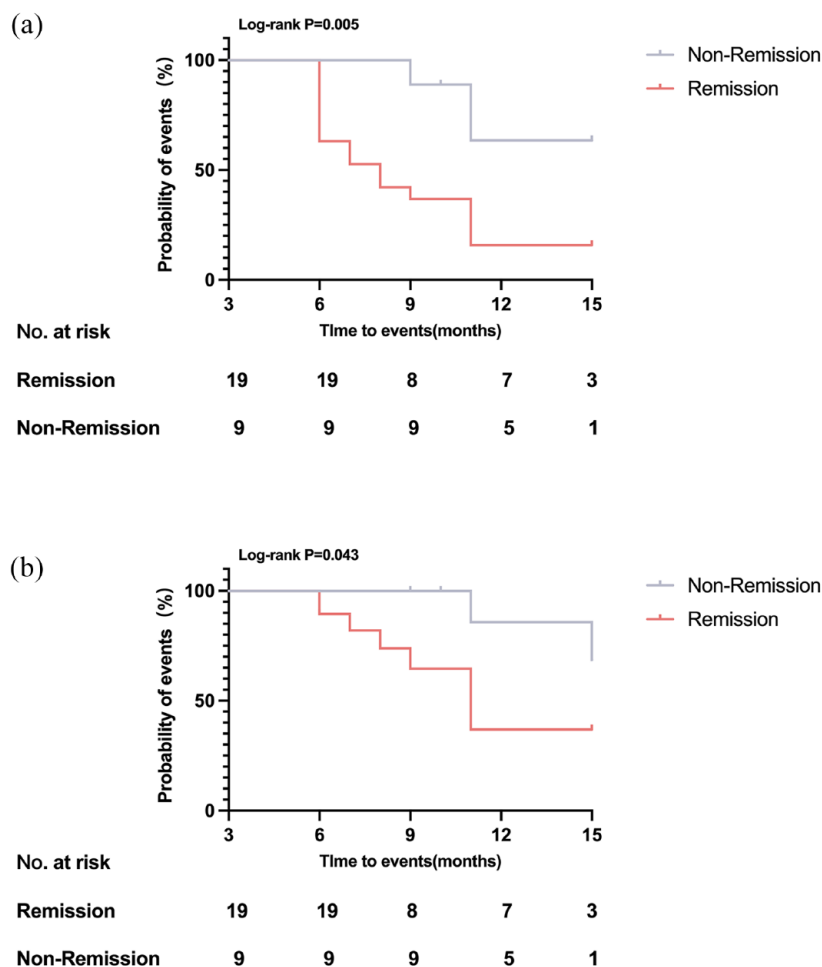 (a)
Log-rank P=0.005
Probability of events (%)
100
50
0
3 6 9 12 15
TIme to events(months)
Non-Remission
Remission
No. at risk
Remission 19 19 8 7 3
Non-Remission 9 9 9 5 1
(b)
Log-rank P=0.043
Probability of events (%)
100
50
0
3 6 9 12 15
TIme to events(months)
Non-Remission
Remission
No. at risk
Remission 19 19 8 7 3
Non-Remission 9 9 9 5 1